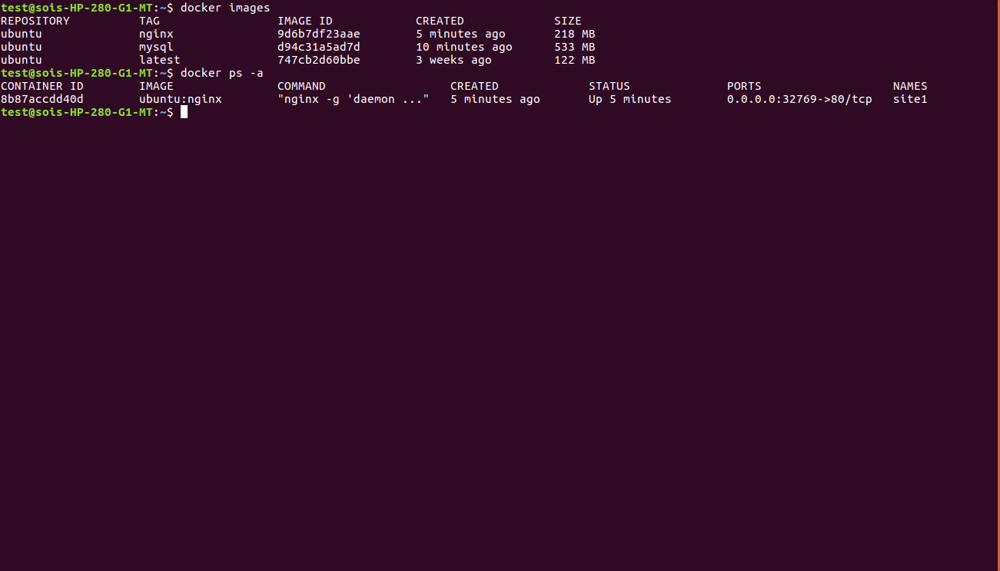 test@sois-HP-280-G1-MT:~$ docker images
REPOSITORY          TAG                 IMAGE ID            CREATED             SIZE
ubuntu              nginx               9d6b7df23aae        5 minutes ago       218 MB
ubuntu              mysql               d94c31a5ad7d        10 minutes ago      533 MB
ubuntu              latest              747cb2d60bbe        3 weeks ago         122 MB
test@sois-HP-280-G1-MT:~$ docker ps -a
CONTAINER ID        IMAGE               COMMAND                  CREATED             STATUS              PORTS                   NAMES
8b87accdd40d        ubuntu:nginx        "nginx -g 'daemon ..."   5 minutes ago       Up 5 minutes        0.0.0.0:32769->80/tcp   site1
test@sois-HP-280-G1-MT:~$